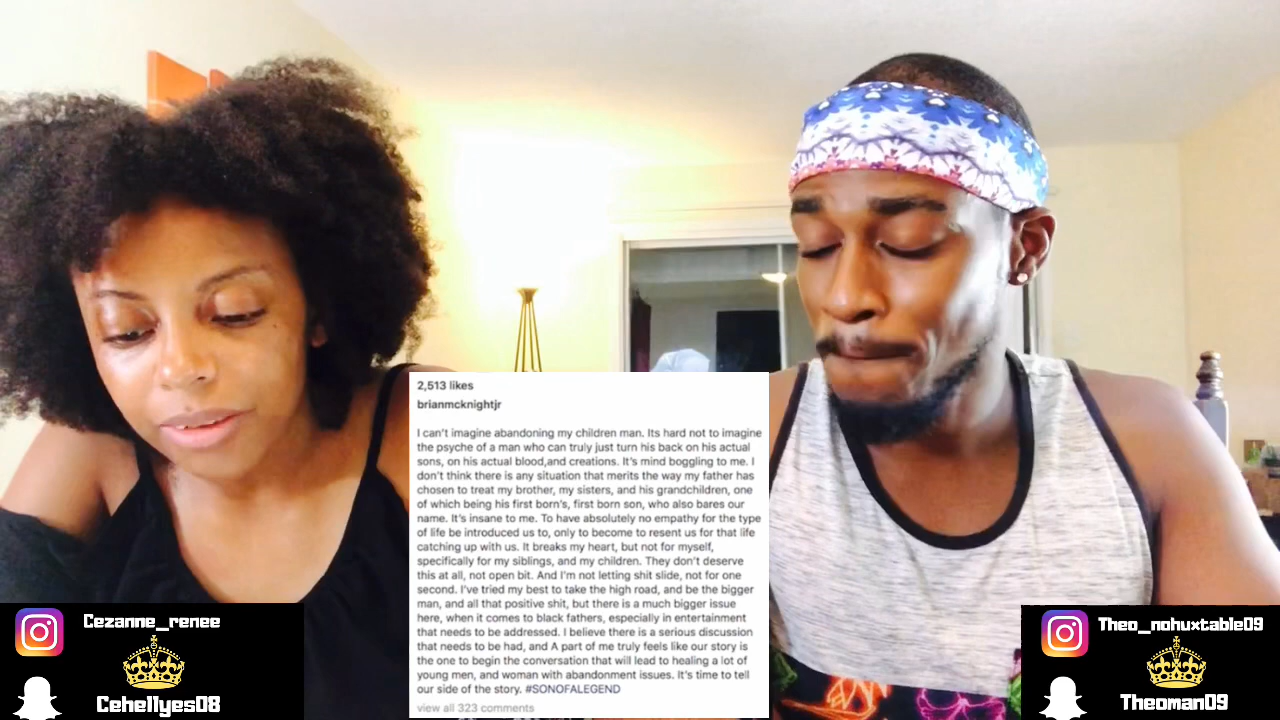 2,513 likes
brianmcknightjr
I can't imagine abandoning my children man. Its hard not to imagine
the psyche of a man who can truly just turn his back on his actual
sons, on his actual blood,and creations. It's mind boggling to me. I
don't think there is any situation that merits the way my father has
chosen to treat my brother, my sisters, and his grandchildren, one
of which being his first born's, first born son, who also bares our
name. It's insane to me. To have absolutely no empathy for the type
of life be introduced us to, only to become to resent us for that life
catching up with us. It breaks my heart, but not for myself,
specifically for my siblings, and my children. They don't deserve
this at all, not open bit. And I'm not letting shit slide, not for one
second. I've tried my best to take the high road, and be the bigger
man, and all that positive shit, but there is a much bigger issue
here, when it comes to black fathers, especially in entertainment
that needs to be addressed. I believe there is a serious discussion
that needs to be had, and A part of me truly feels like our story is
the one to begin the conversation that will lead to healing a lot of
young men, and woman with abandonment issues. It's time to tell
our side of the story. #SONOFALEGEND
view all 323 comments
Cezanne_renee
Cehellyes08
Theo_nohuxtable09
Theoman09